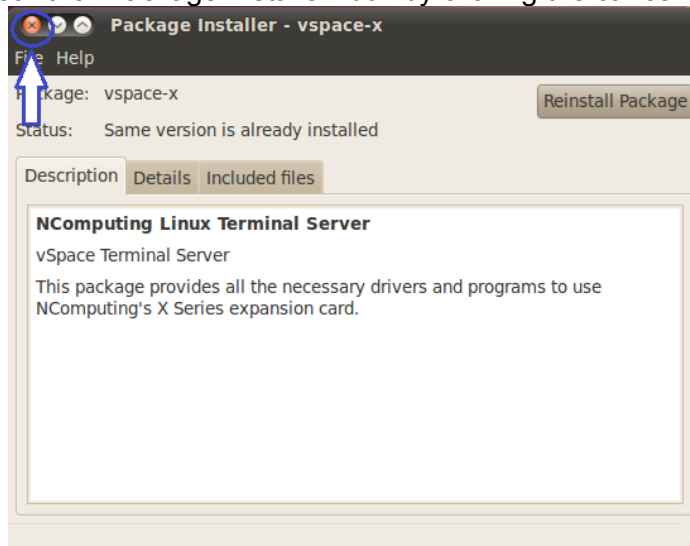 Package Installer - vspace-x
File Help
Package: vspace-x
Reinstall Package
Status: Same version is already installed
Description Details Included files
NComputing Linux Terminal Server
vSpace Terminal Server
This package provides all the necessary drivers and programs to use
NComputing's X Series expansion card.